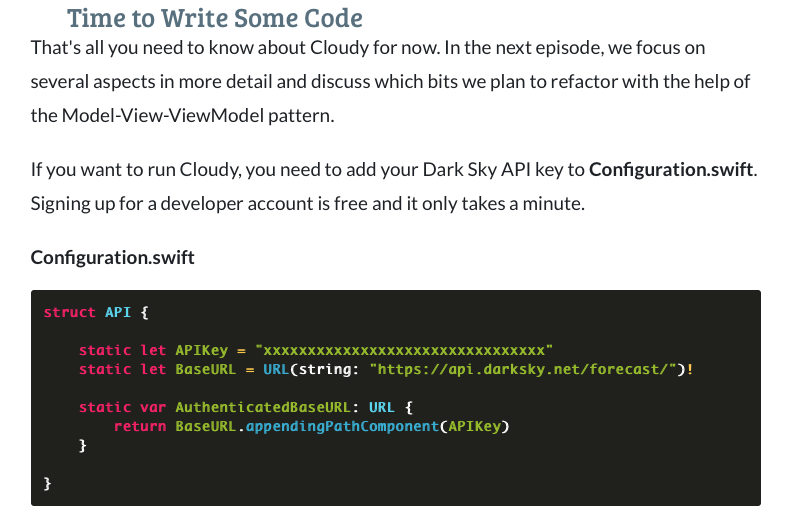 Time to Write Some Code
That's all you need to know about Cloudy for now. In the next episode, we focus on
several aspects in more detail and discuss which bits we plan to refactor with the help of
the Model-View-ViewModel pattern.
If you want to run Cloudy, you need to add your Dark Sky API key to Configuration.swift.
Signing up for a developer account is free and it only takes a minute.
Configuration.swift
struct API {
static let APIKey = "xxxxxxxxxxxxxxxxxxxxxxxxxxxxxxxx"
static let BaseURL = URL(string: "https://api.darksky.net/forecast/")!
static var AuthenticatedBaseURL: URL {
return BaseURL.appendingPathComponent(APIKey)
}
}